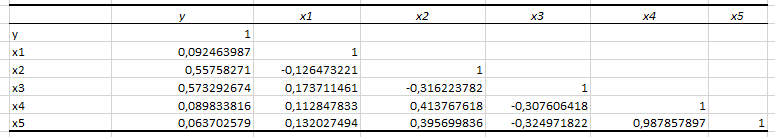 y x1 x2 x3 x4 x5
y 1
x1 0,092463987 1
x2 0,55758271 -0,126473221 1
x3 0,573292674 0,173711461 -0,316223782 1
x4 0,089833816 0,112847833 0,413767618 -0,307606418 1
x5 0,063702579 0,132027494 0,395699836 -0,324971822 0,987857897 1